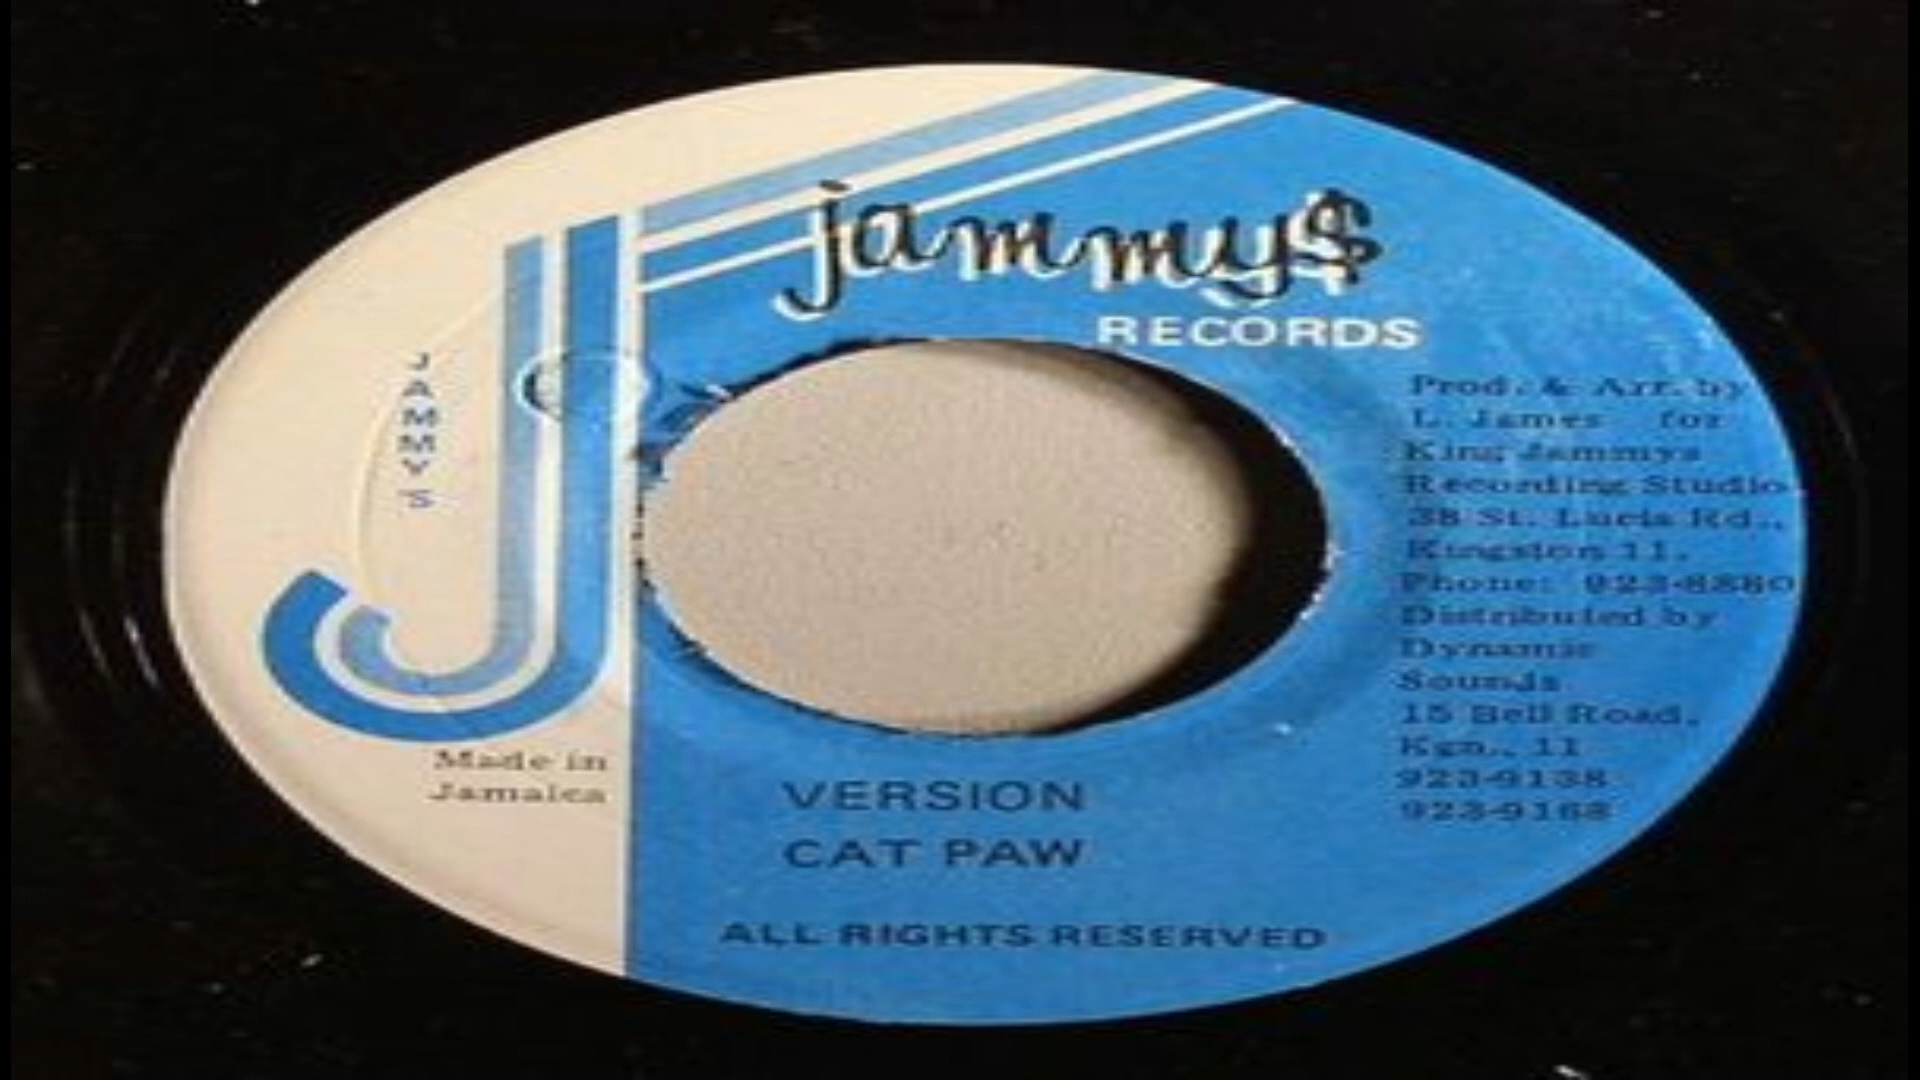 jammy$
RECORDS
JAMMY'S
Prod. & Arr. by
L. James for
King Jammys
Recording Studio
38 St. Lucia Rd.,
Kingston 11.
Phone: 923-8880
Distributed by
Dynamic
Sounds
15 Bell Road,
Kgn., 11
923-9138
923-9168
Made in
Jamaica
VERSION
CAT PAW
ALL RIGHTS RESERVED